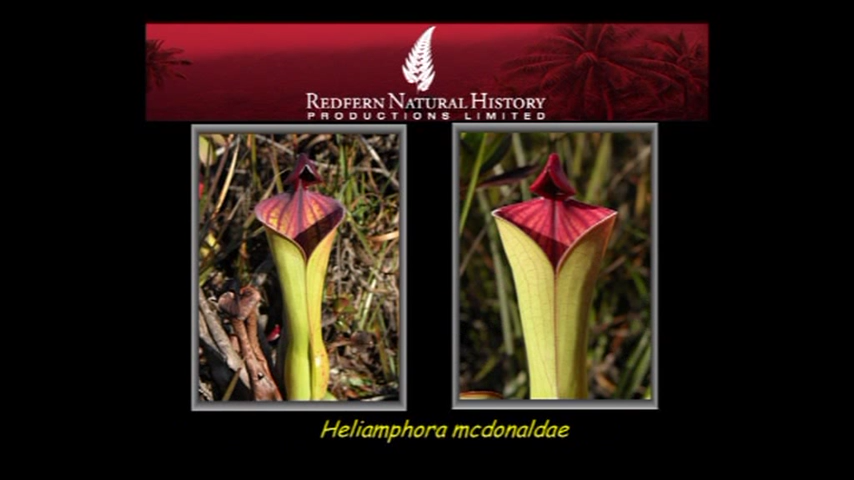 REDFERN NATURAL HISTORY
PRODUCTIONS LIMITED
Heliamphora mcdonaldae